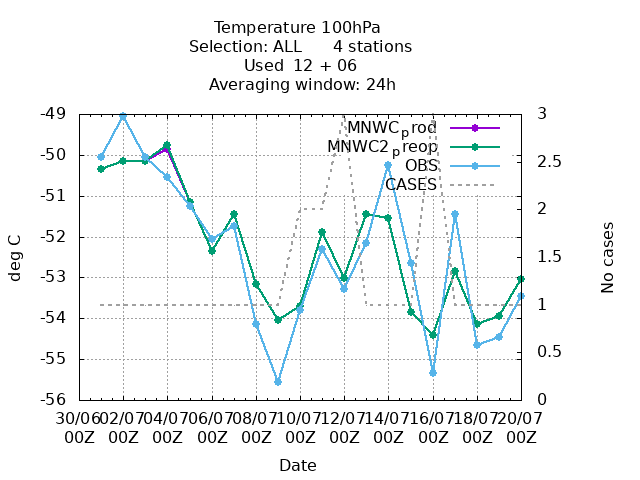 Temperature 100hPa
Selection: ALL 4 stations
Used 12 + 06
Averaging window: 24h
MNWC_prod
MNWC2_preop
OBS
CASES
-49
-50
-51
-52
-53
-54
-55
-56
3
2.5
2
1.5
1
0.5
0
deg C
No cases
30/06 02/07 04/07 06/07 08/07 10/07 12/07 14/07 16/07 18/07 20/07
00Z 00Z 00Z 00Z 00Z 00Z 00Z 00Z 00Z 00Z 00Z
Date